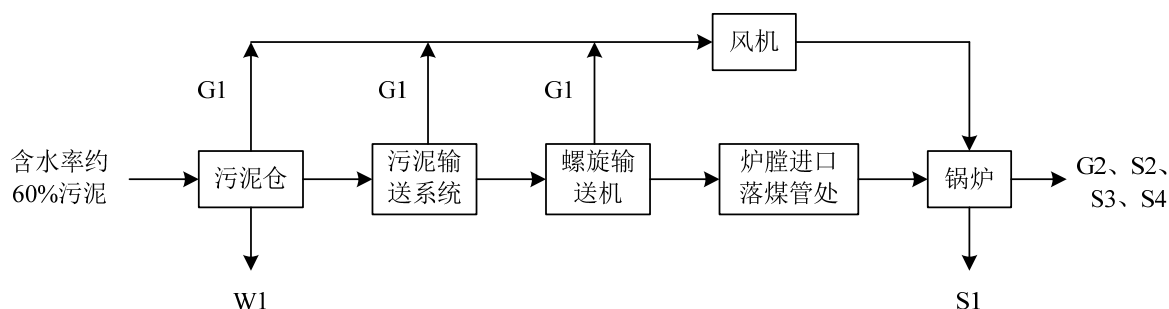 风机
G1
G1
G1
含水率约
60%污泥
污泥仓
污泥输
送系统
螺旋输
送机
炉膛进口
落煤管处
锅炉
G2、S2、
S3、S4
W1
S1